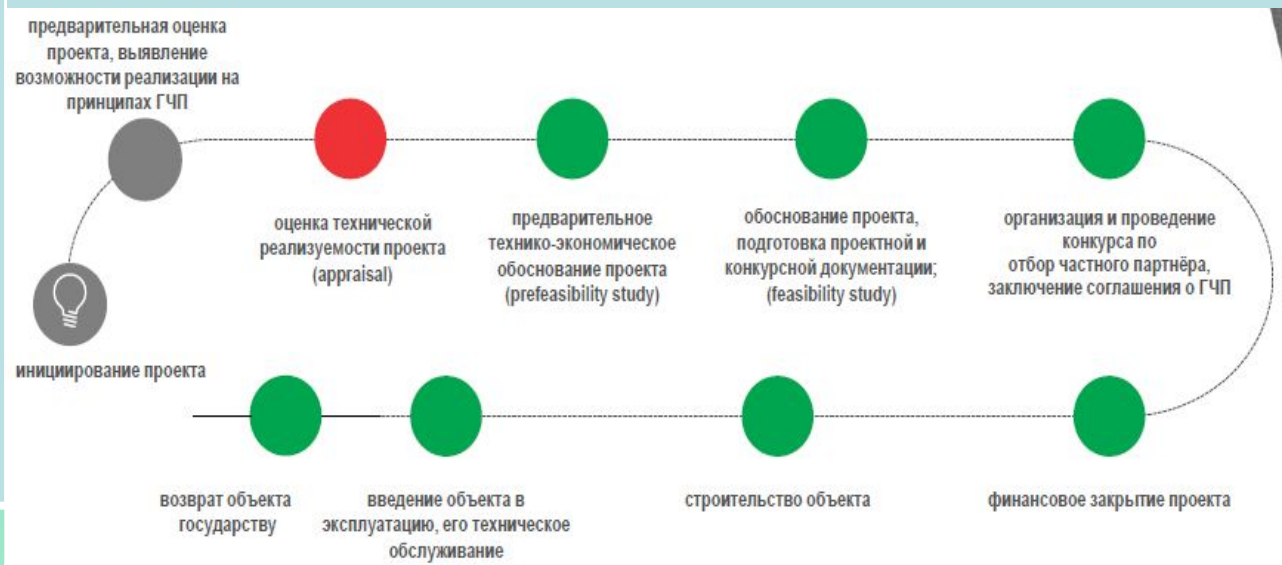 предварительная оценка
проекта, выявление
возможности реализации на
принципах ГЧП
инициирование проекта
оценка технической
реализуемости проекта
(appraisal)
предварительное
технико-экономическое
обоснование проекта
(prefeasibility study)
обоснование проекта,
подготовка проектной и
конкурсной документации;
(feasibility study)
организация и проведение
конкурса по
отбор частного партнёра,
заключение соглашения о ГЧП
возврат объекта
государству
введение объекта в
эксплуатацию, его техническое
обслуживание
строительство объекта
финансовое закрытие проекта